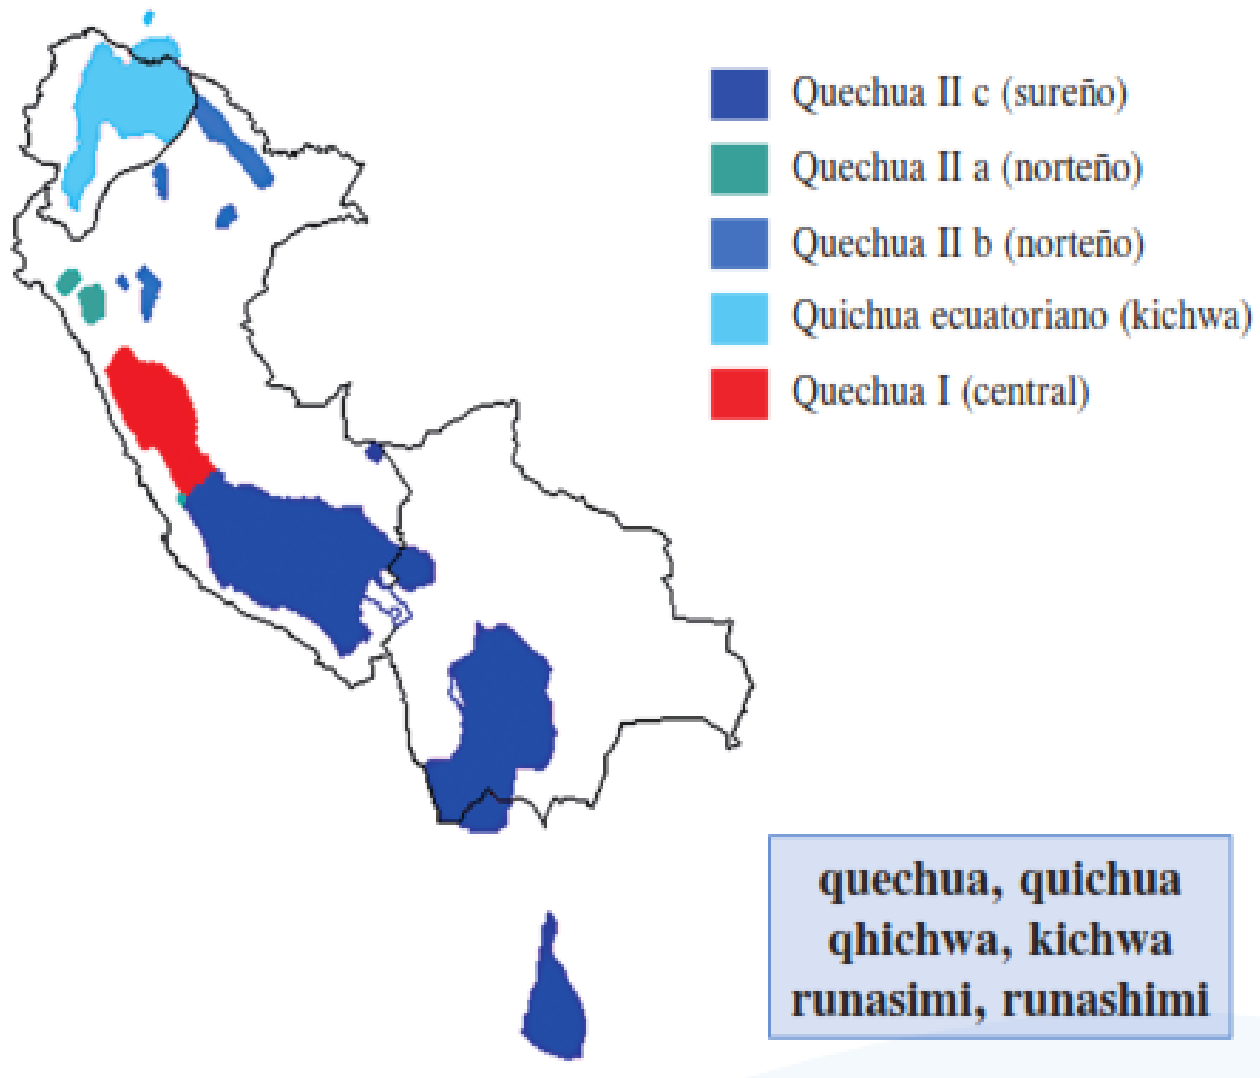 Quechua II c (sureño)
Quechua II a (norteño)
Quechua II b (norteño)
Quichua ecuatoriano (kichwa)
Quechua I (central)
quechua, quichua
qhichwa, kichwa
runasimi, runashimi